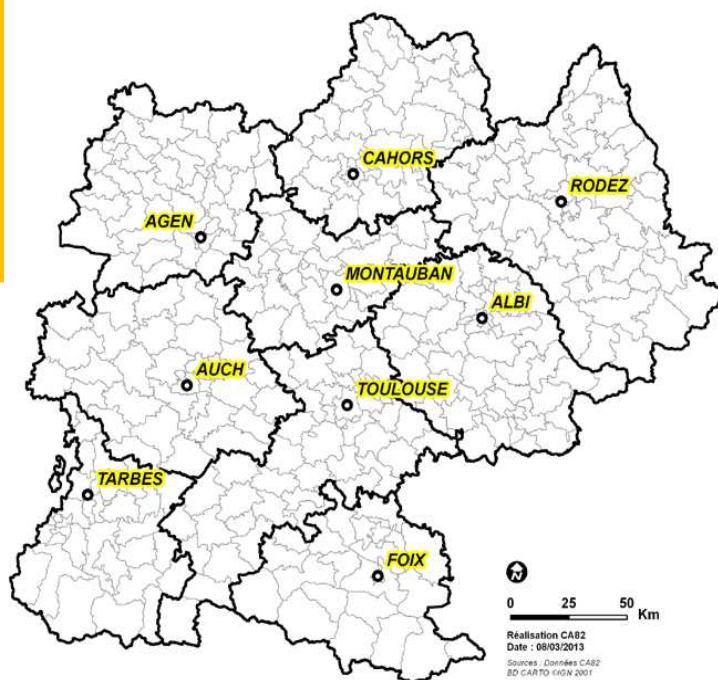 CAHORS
RODEZ
AGEN
MONTAUBAN
ALBI
AUCH
TOULOUSE
TARBES
FOIX
N
0 25 50 Km
Réalisation CA82
Date : 08/03/2013
Sources : Données CA82
BD CARTO ©IGN 2001